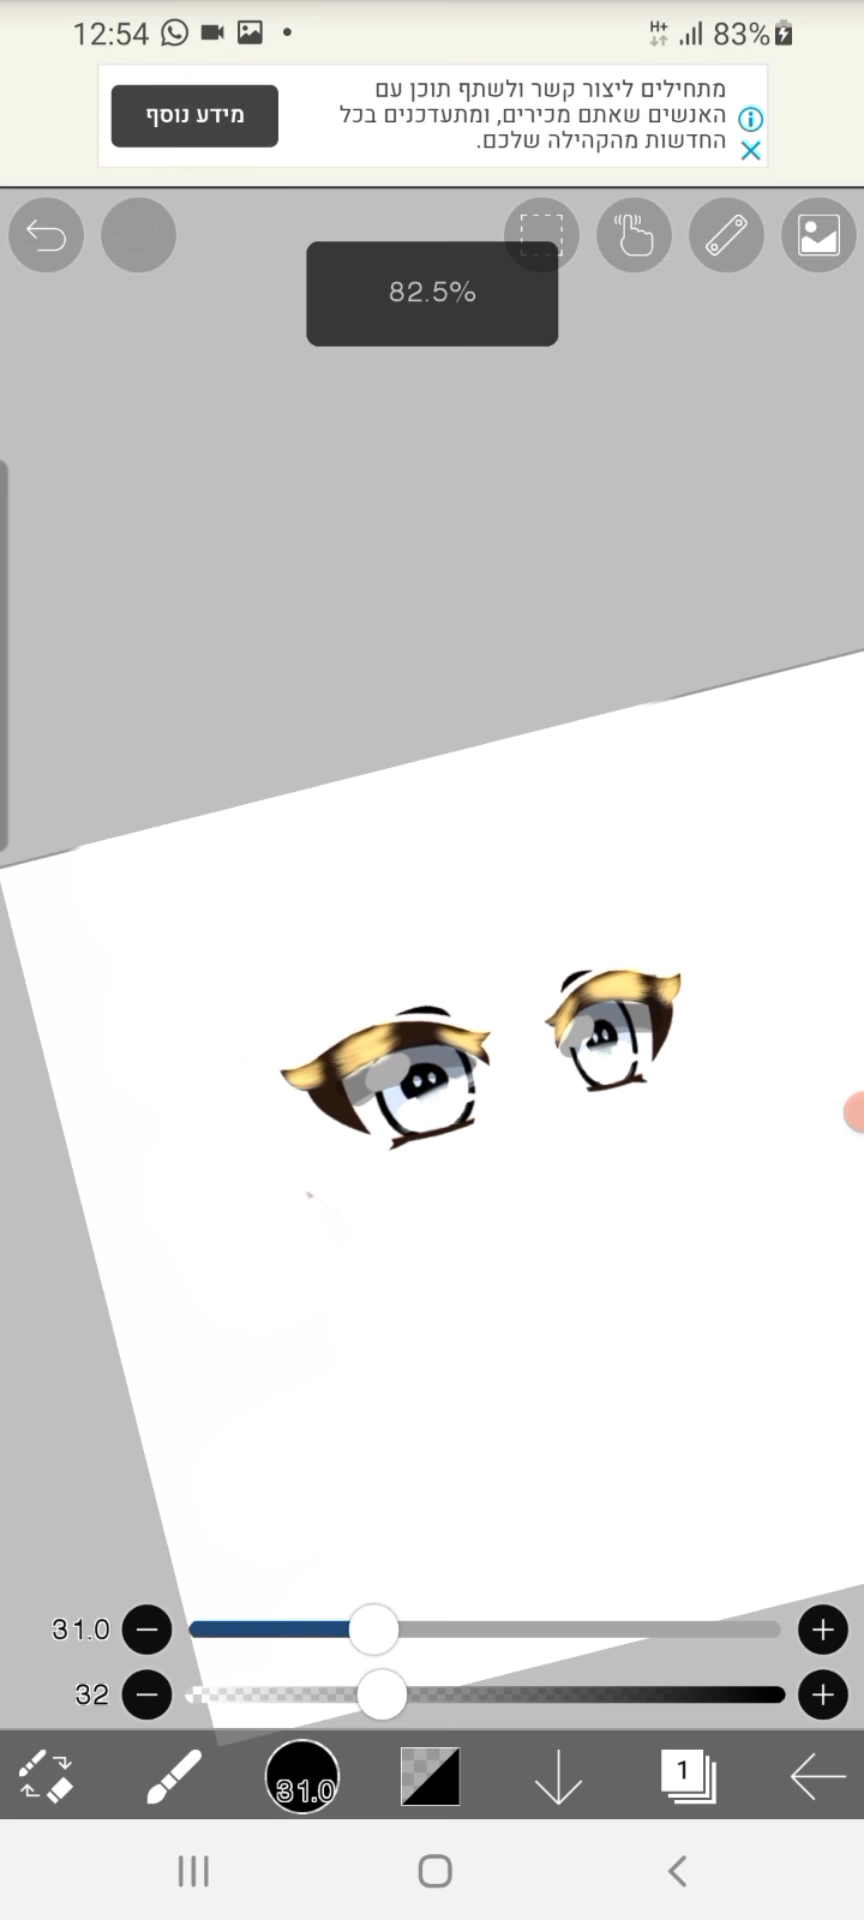 12:54
H+
83%
מתחילים ליצור קשר ולשתף תוכן עם
האנשים שאתם מכירים, ומתעדכנים בכל
החדשות מהקהילה שלכם.
מידע נוסף
82.5%
31.0
32
31.0
1